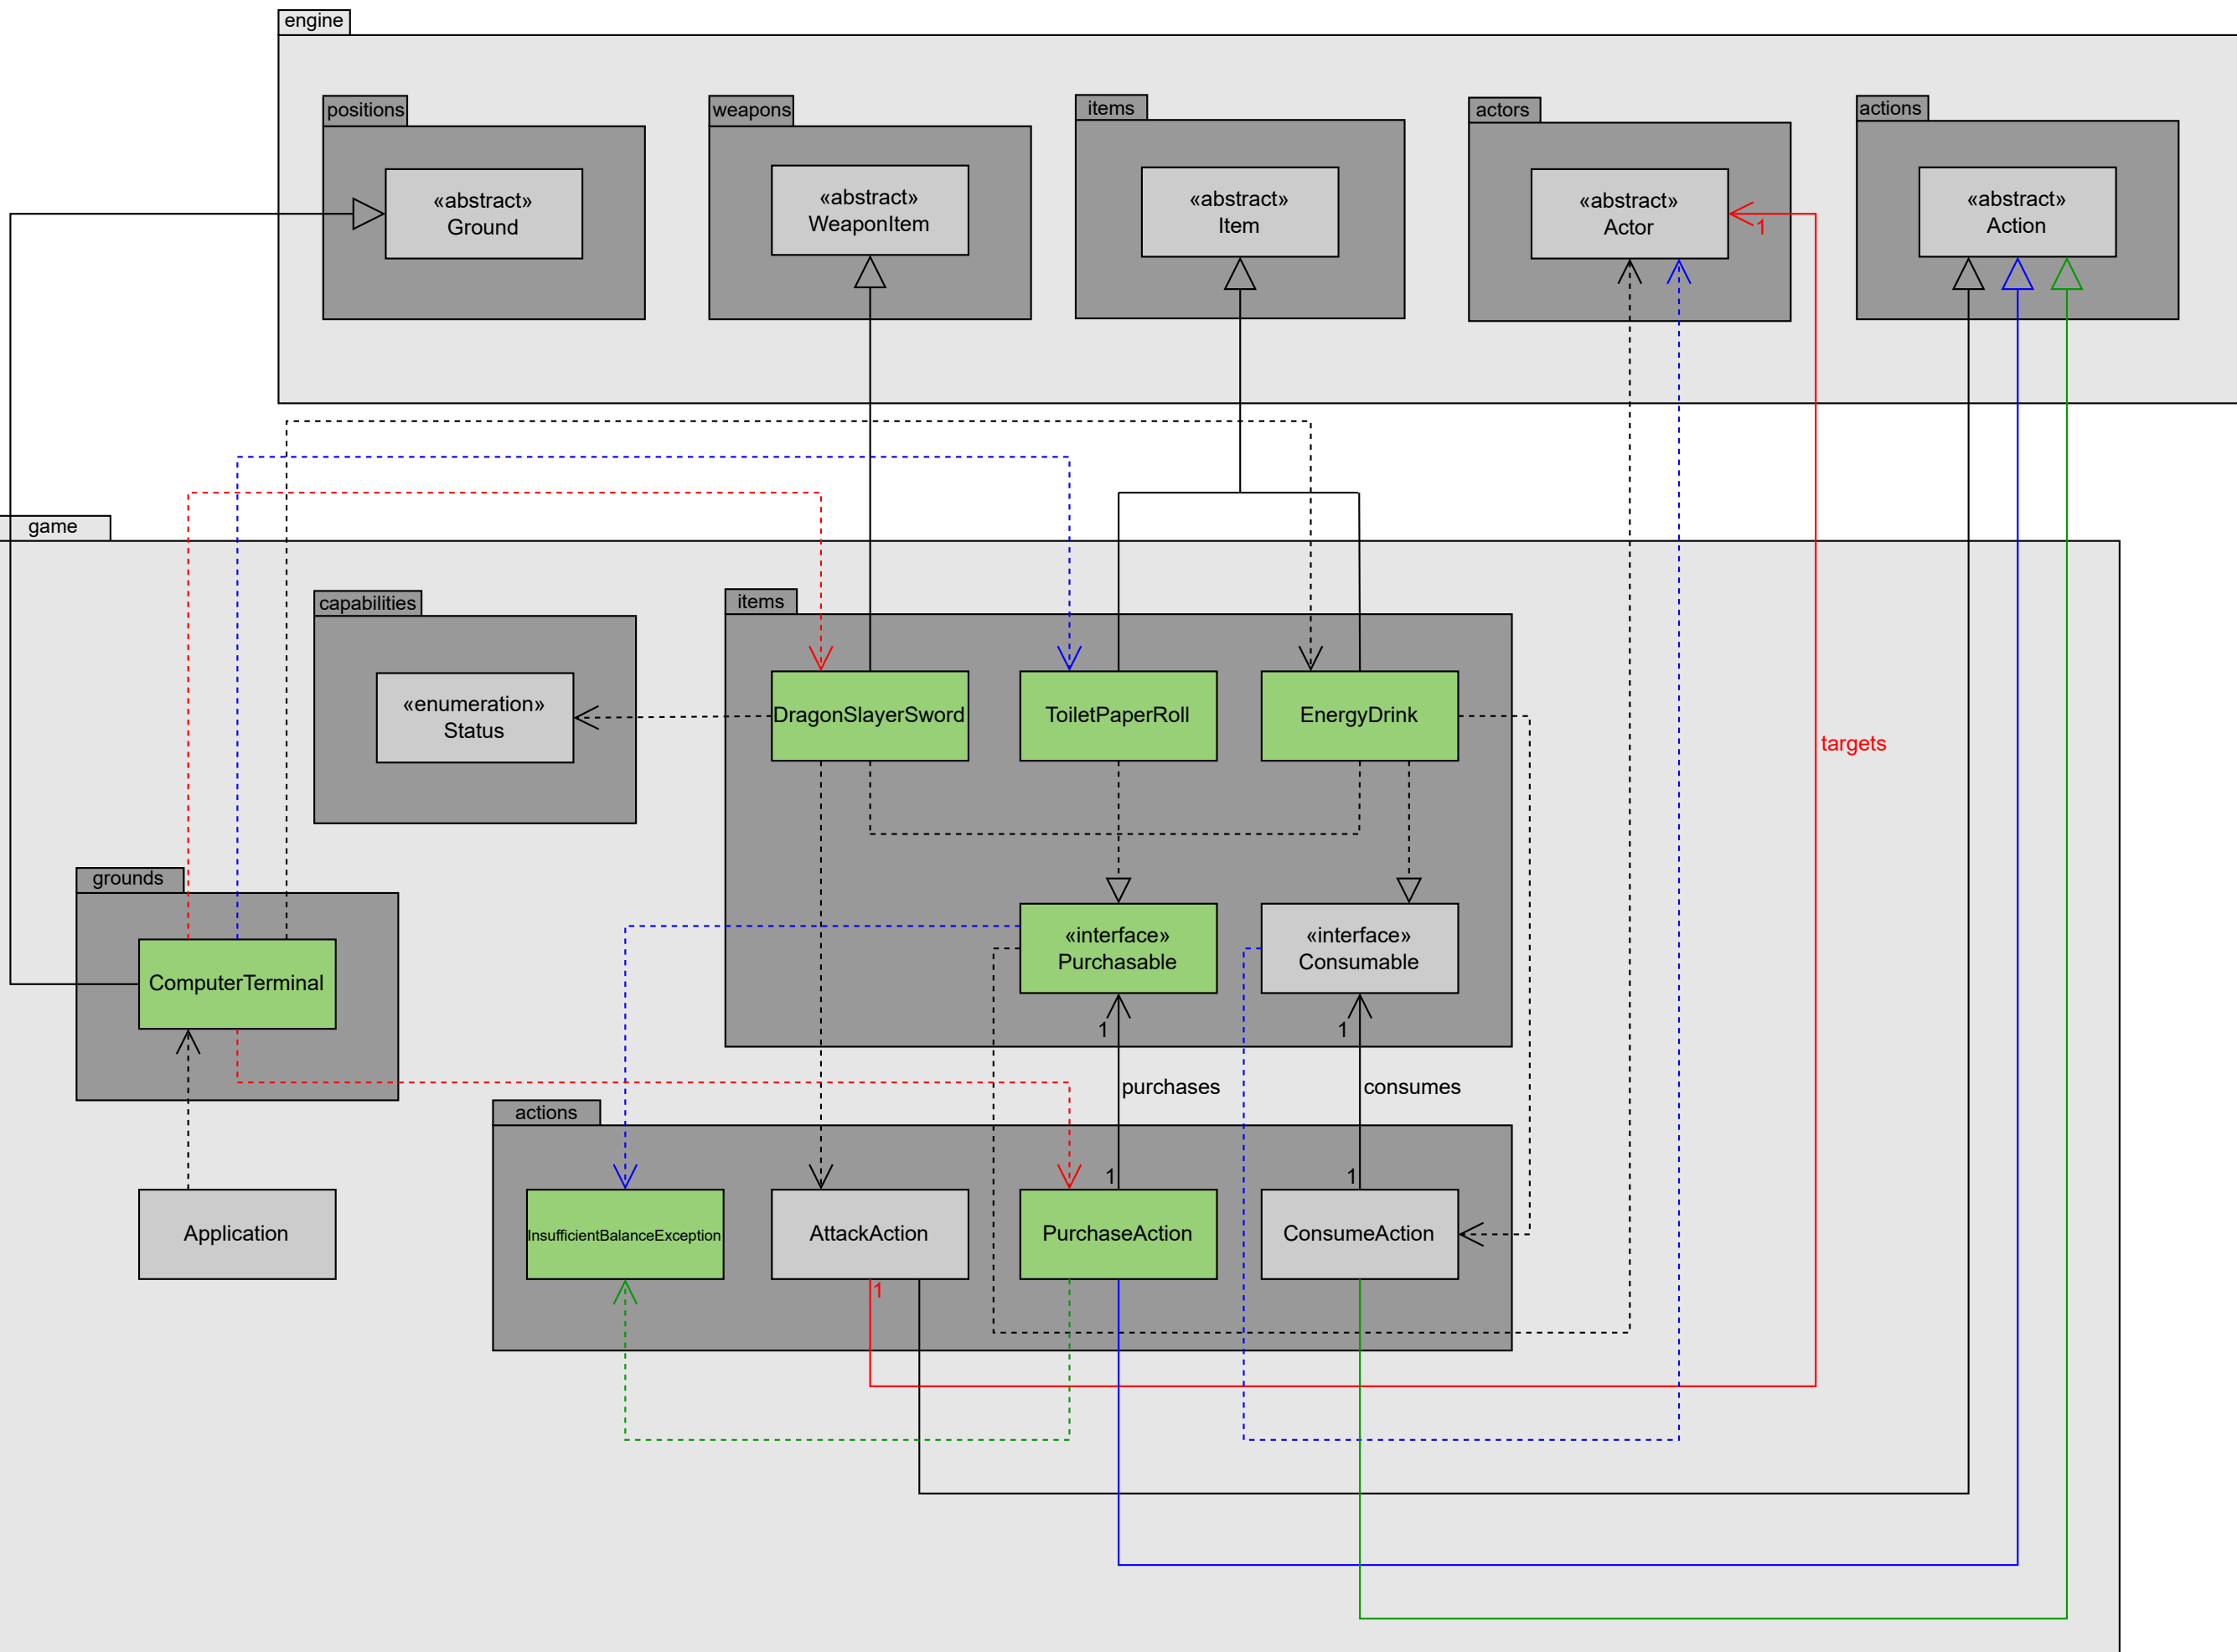 engine
positions
weapons
items
actors
actions
«abstract»
Ground
«abstract»
WeaponItem
«abstract»
Item
«abstract»
Actor
1
«abstract»
Action
game
capabilities
items
«enumeration»
Status
DragonSlayerSword
ToiletPaperRoll
EnergyDrink
targets
grounds
ComputerTerminal
«interface»
Purchasable
«interface»
Consumable
1
1
purchases
consumes
actions
1
1
Application
InsufficientBalanceException
AttackAction
PurchaseAction
ConsumeAction
1